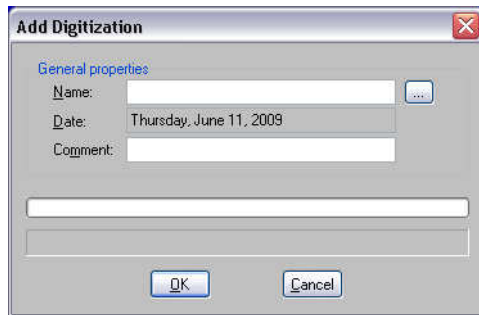 Add Digitization
General properties
Name:
...
Date: Thursday, June 11, 2009
Comment:
OK Cancel